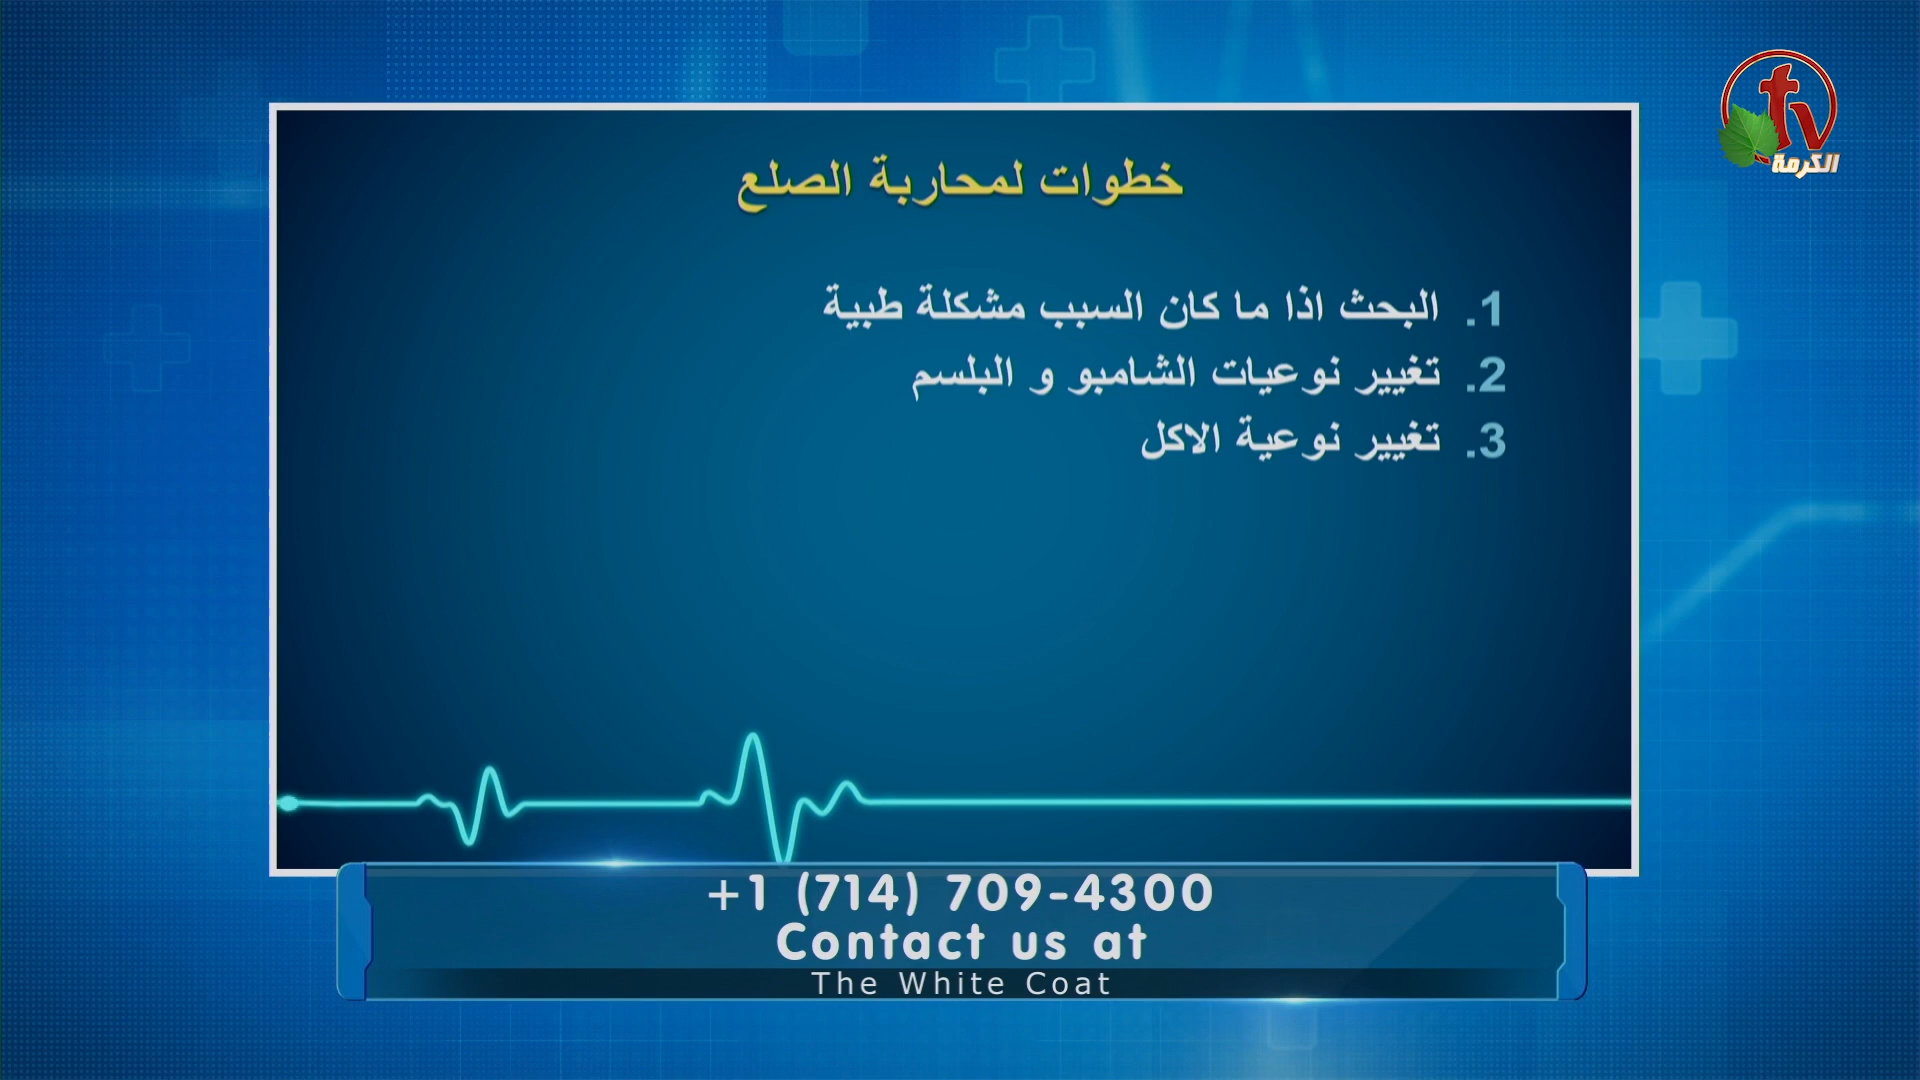 tv
الكرمة
خطوات لمحاربة الصلع
1. البحث اذا ما كان السبب مشكلة طبية
2. تغيير نوعيات الشامبو و البلسم
3. تغيير نوعية الاكل
+1 (714) 709-4300
Contact us at
The White Coat